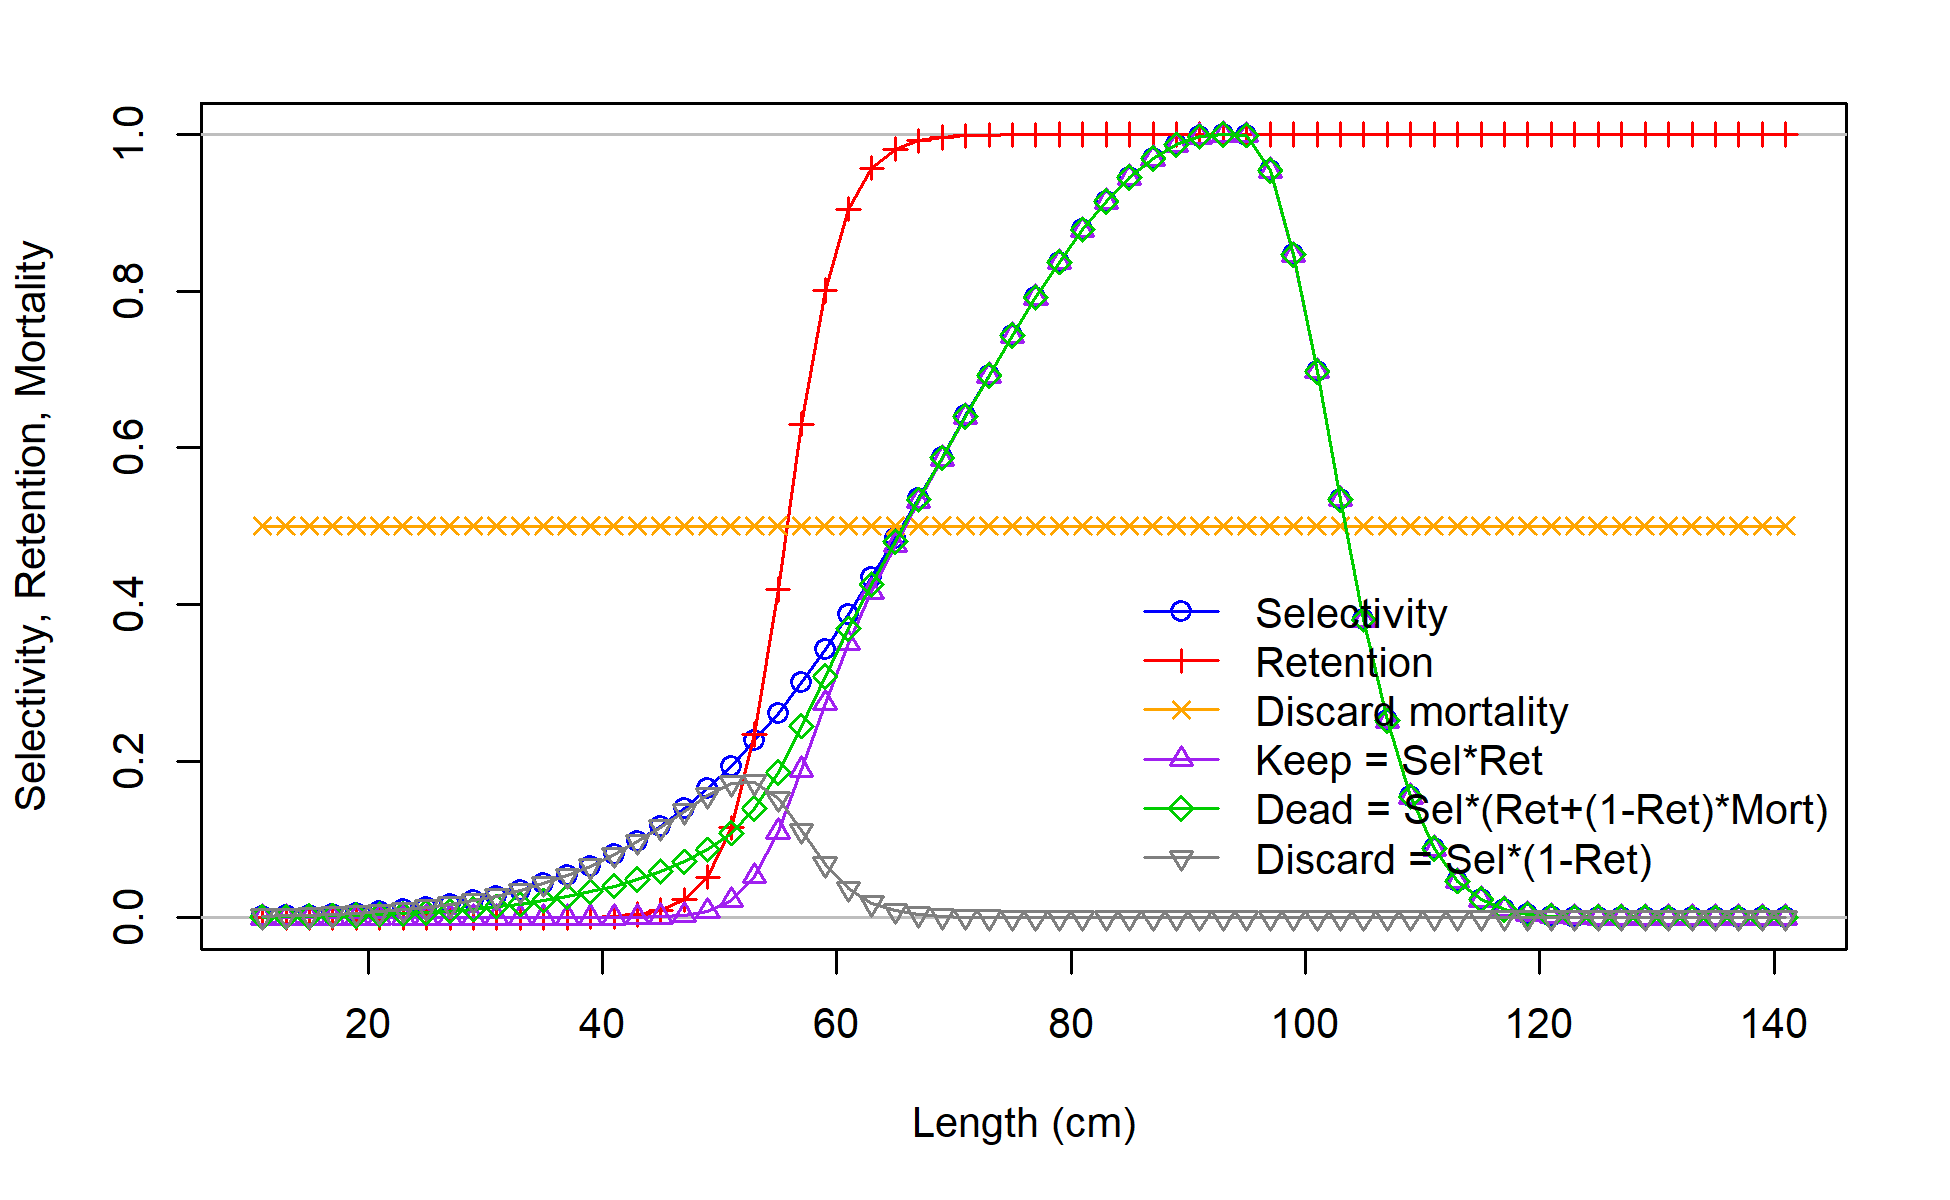 Selectivity, Retention, Mortality
1.0
0.8
0.6
0.4
0.2
0.0
Selectivity
Retention
Discard mortality
Keep = Sel*Ret
Dead = Sel*(Ret+(1-Ret)*Mort)
Discard = Sel*(1-Ret)
20 40 60 80 100 120 140
Length (cm)